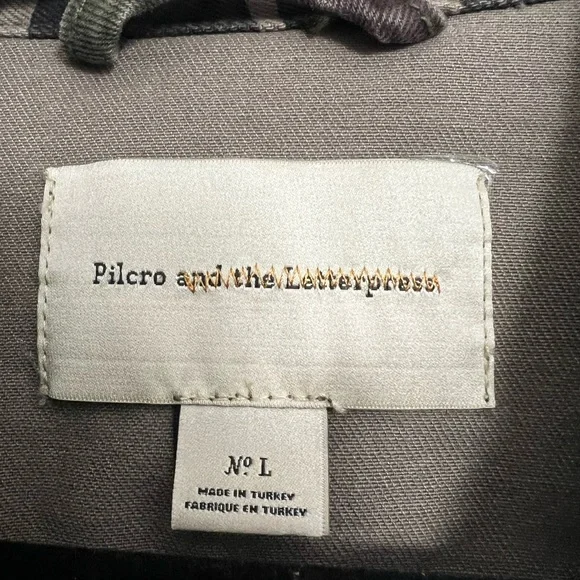 Pilcro and the Letterpress
Nº L
MADE IN TURKEY
FABRIQUE EN TURKEY